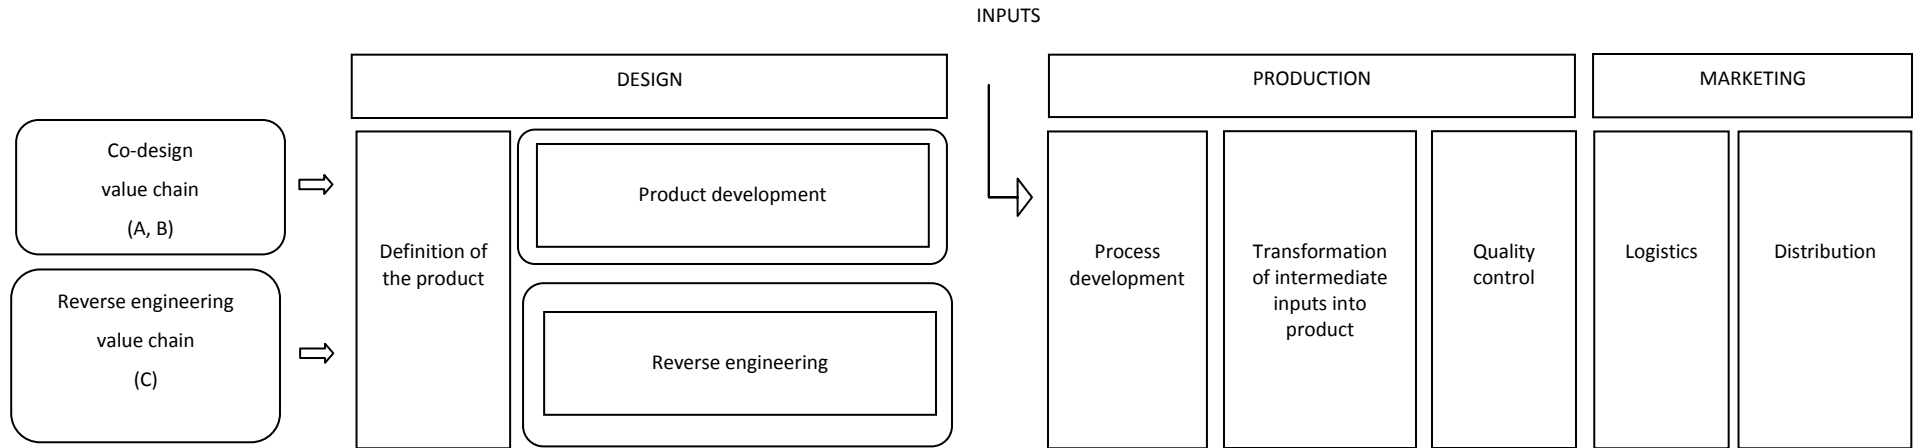 INPUTS
DESIGN
PRODUCTION
MARKETING
Co-design
value chain
(A, B)
Reverse engineering
value chain
(C)
Definition of
the product
Product development
Reverse engineering
Process
development
Transformation
of intermediate
inputs into
product
Quality
control
Logistics
Distribution